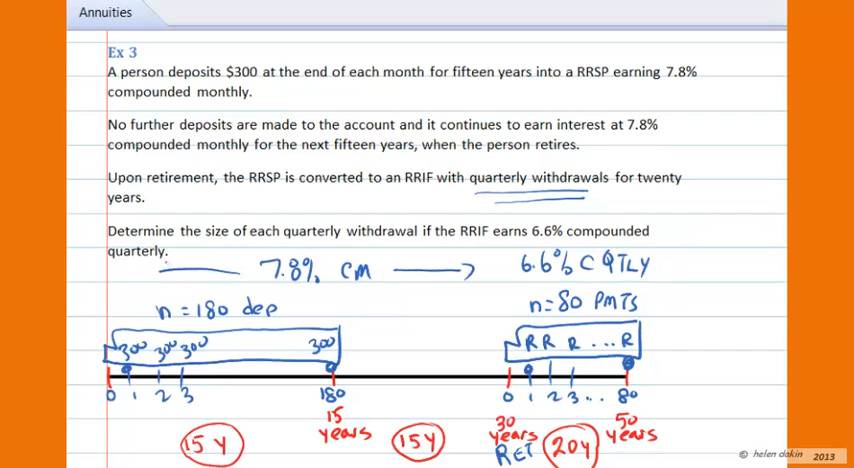 Annuities
Ex 3
A person deposits $300 at the end of each month for fifteen years into a RRSP earning 7.8%
compounded monthly.
No further deposits are made to the account and it continues to earn interest at 7.8%
compounded monthly for the next fifteen years, when the person retires.
Upon retirement, the RRSP is converted to an RRIF with quarterly withdrawals for twenty
years.
Determine the size of each quarterly withdrawal if the RRIF earns 6.6% compounded
quarterly.
7.8% CM 6.6% C QTLY
n = 180 dep n = 80 PMTS
300 300 300 300 R R R ... R
0 1 2 3 180 0 1 2 3 .. 80
15 years 30 years 50 years
15 Y 15 Y RET 20 Y
© helen dakin 2013